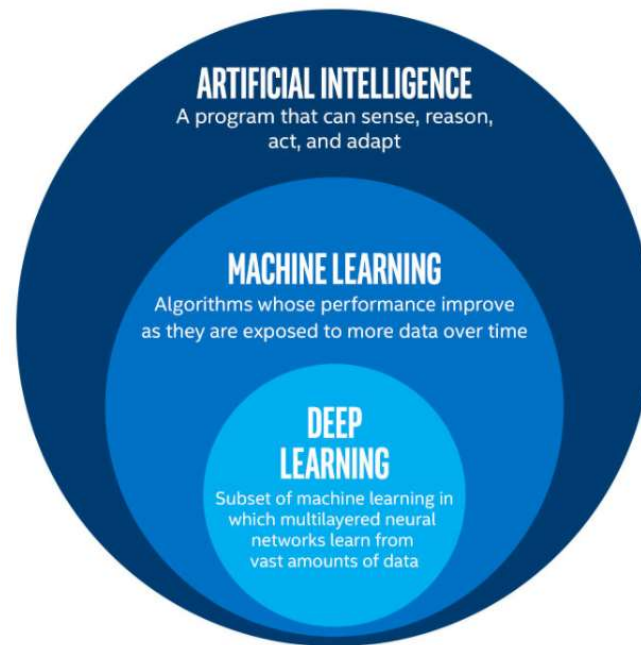 ARTIFICIAL INTELLIGENCE
A program that can sense, reason,
act, and adapt
MACHINE LEARNING
Algorithms whose performance improve
as they are exposed to more data over time
DEEP
LEARNING
Subset of machine learning in
which multilayered neural
networks learn from
vast amounts of data